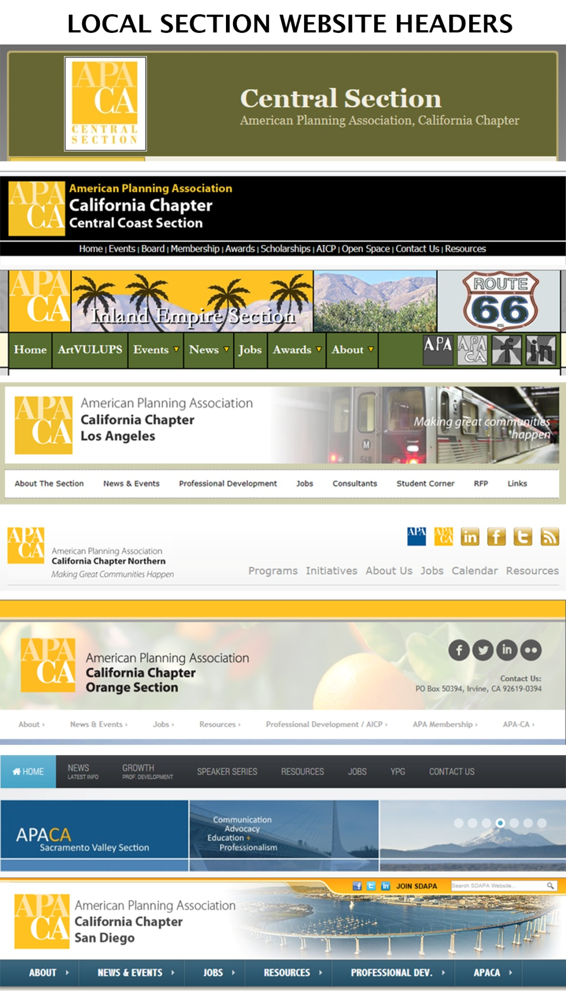 LOCAL SECTION WEBSITE HEADERS
APA
CA
CENTRAL
SECTION
Central Section
American Planning Association, California Chapter
APA
CA
American Planning Association
California Chapter
Central Coast Section
Home | Events | Board | Membership | Awards | Scholarships | AICP | Open Space | Contact Us | Resources
APA
CA
Inland Empire Section
ROUTE
66
Home ArtVULUPS Events News Jobs Awards About
APA
APA
CA
f
in
APA
CA
American Planning Association
California Chapter
Los Angeles
Making great communities
happen
M
548
About The Section News & Events Professional Development Jobs Consultants Student Corner RFP Links
APA
CA
American Planning Association
California Chapter Northern
Making Great Communities Happen
APA
APA
CA
in
f
t
Programs Initiatives About Us Jobs Calendar Resources
APA
CA
American Planning Association
California Chapter
Orange Section
f
in
Contact Us:
PO Box 50394, Irvine, CA 92619-0394
About › News & Events › Jobs › Resources › Professional Development / AICP › APA Membership › APA-CA ›
HOME
NEWS
LATEST INFO
GROWTH
PROF. DEVELOPMENT
SPEAKER SERIES
RESOURCES
JOBS
YPG
CONTACT US
APACA
Sacramento Valley Section
Communication
Advocacy
Education +
Professionalism
f
t
in
JOIN SDAPA
Search SDAPA Website...
APA
CA
American Planning Association
California Chapter
San Diego
ABOUT NEWS & EVENTS JOBS RESOURCES PROFESSIONAL DEV. APACA